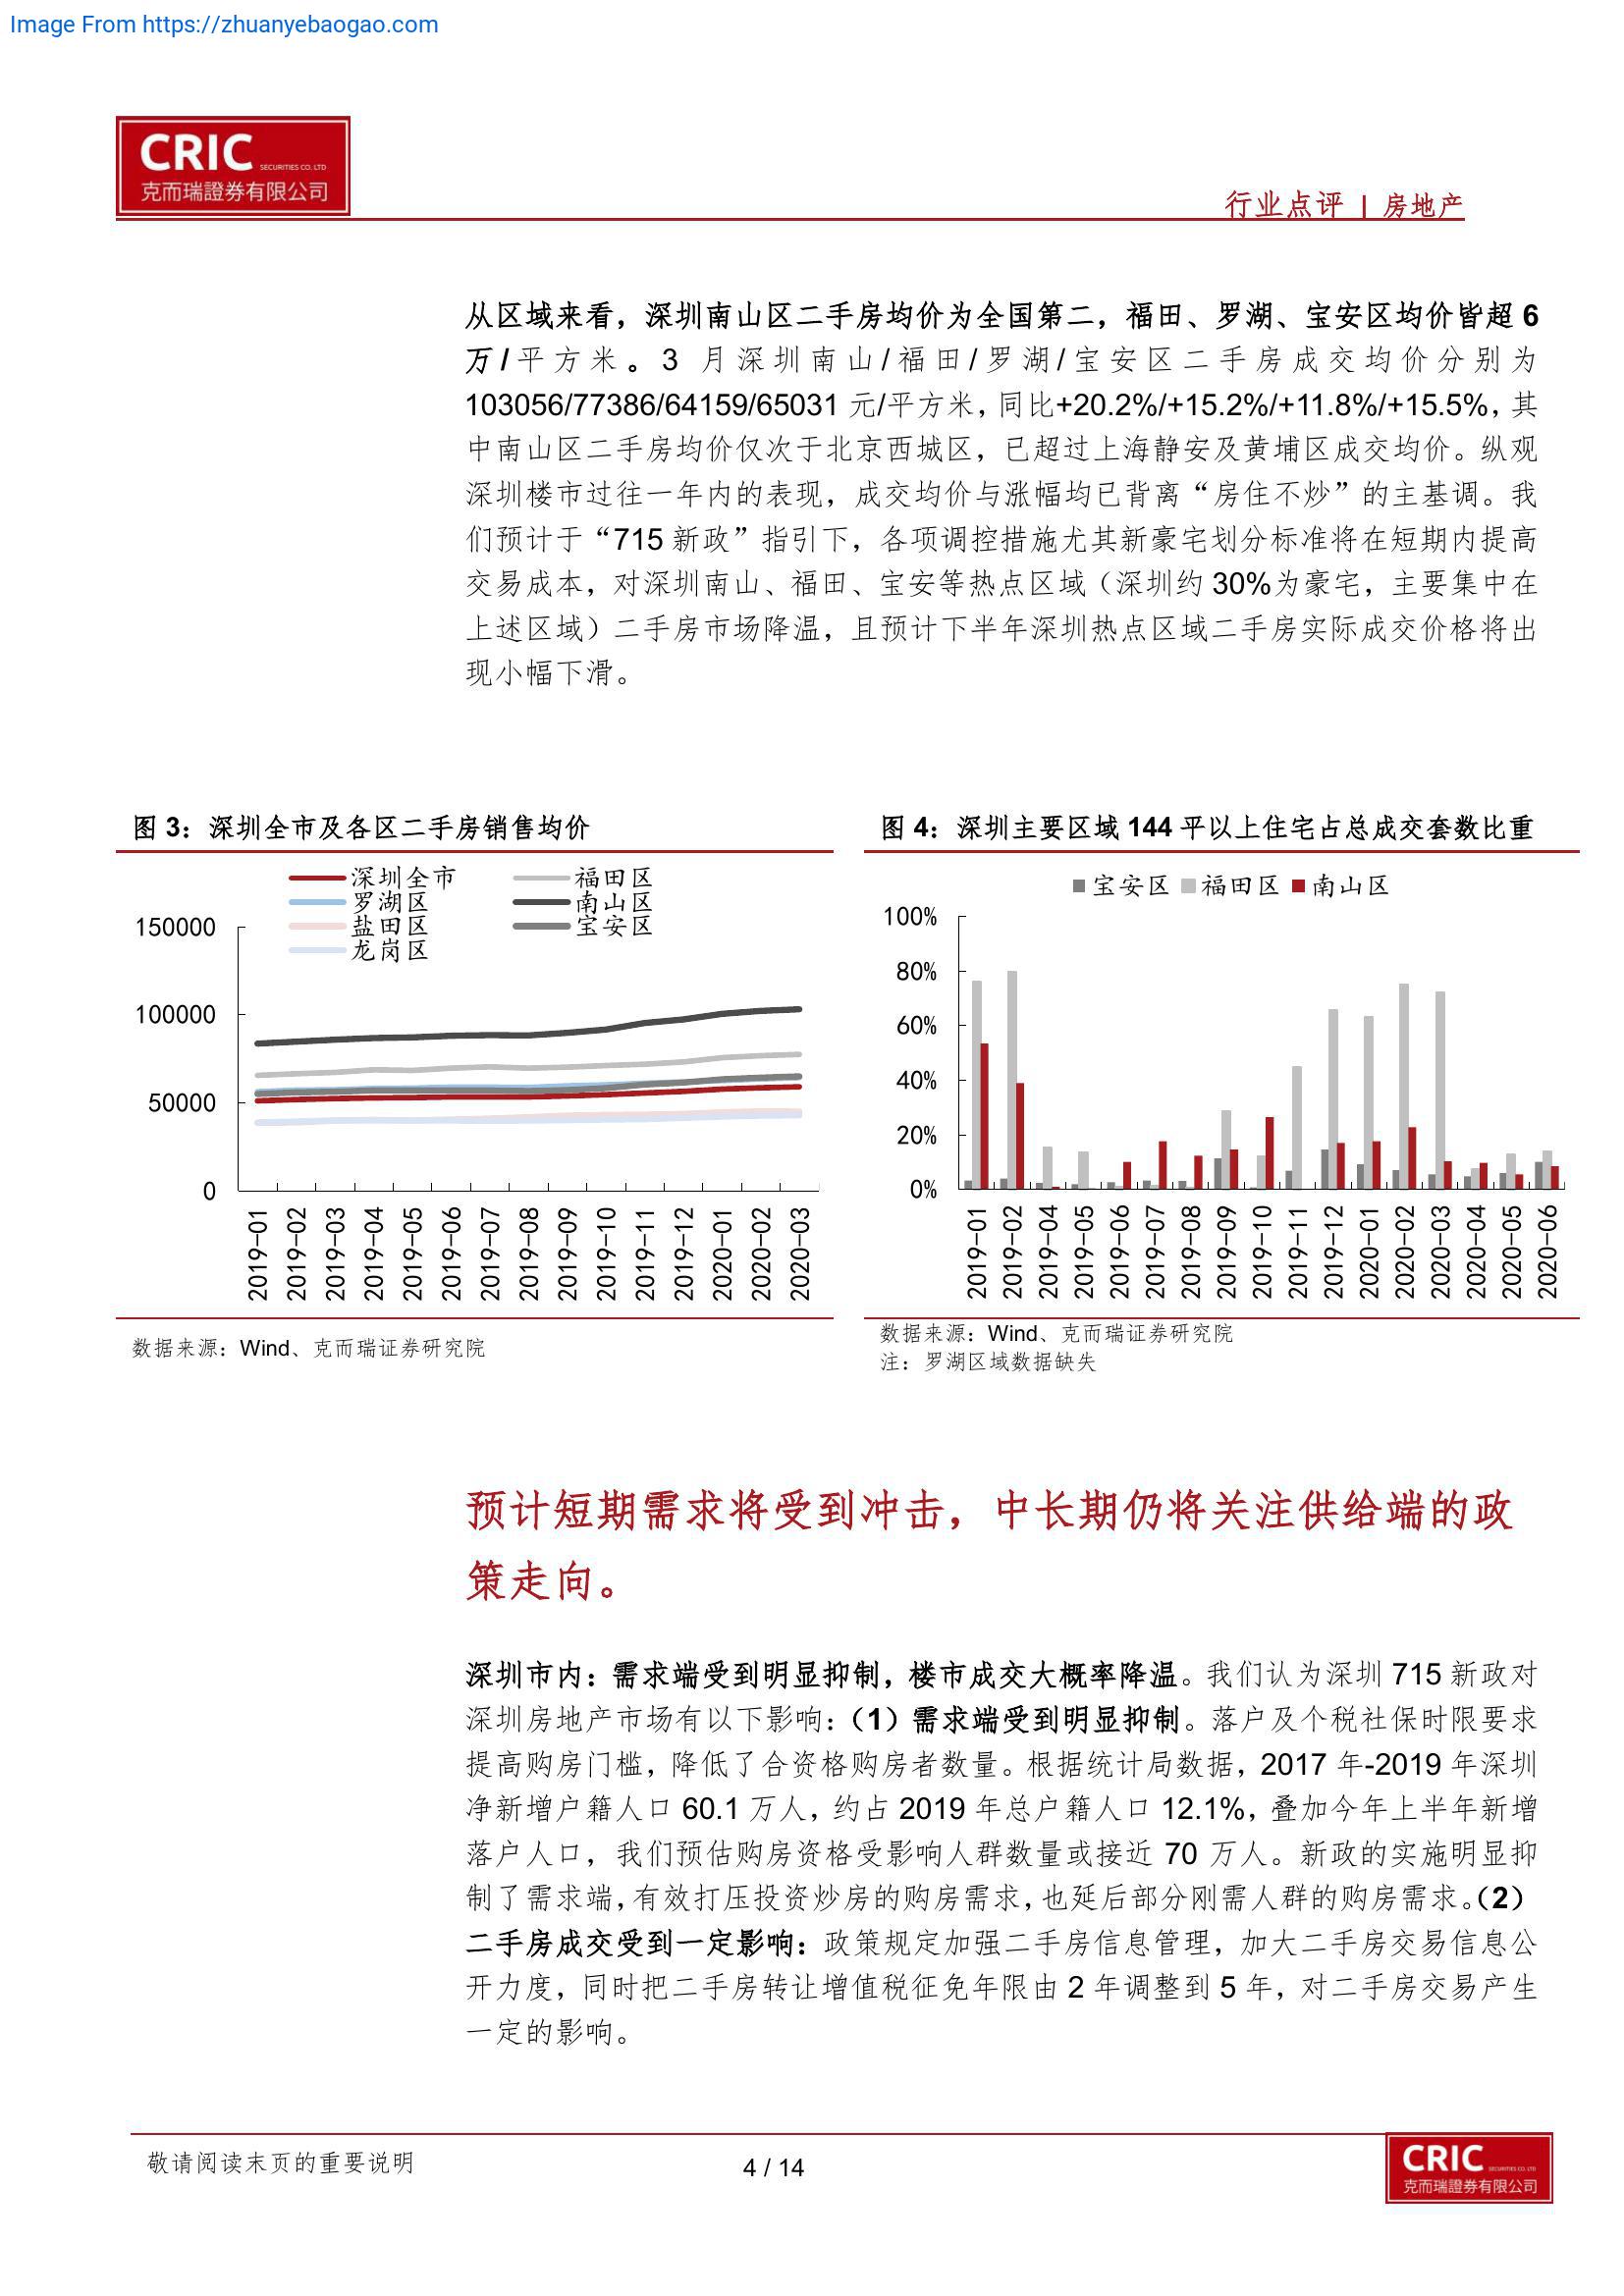 Image From https://zhuanyebaogao.com
CRIC SECURITIES CO. LTD
克而瑞證券有限公司
行业点评 | 房地产
从区域来看，深圳南山区二手房均价为全国第二，福田、罗湖、宝安区均价皆超 6
万/平方米。3 月深圳南山/福田/罗湖/宝安区二手房成交均价分别为
103056/77386/64159/65031 元/平方米，同比+20.2%/+15.2%/+11.8%/+15.5%，其
中南山区二手房均价仅次于北京西城区，已超过上海静安及黄埔区成交均价。纵观
深圳楼市过往一年内的表现，成交均价与涨幅均已背离“房住不炒”的主基调。我
们预计于“715 新政”指引下，各项调控措施尤其新豪宅划分标准将在短期内提高
交易成本，对深圳南山、福田、宝安等热点区域（深圳约 30%为豪宅，主要集中在
上述区域）二手房市场降温，且预计下半年深圳热点区域二手房实际成交价格将出
现小幅下滑。
图 3：深圳全市及各区二手房销售均价
深圳全市 福田区
罗湖区 南山区
盐田区 宝安区
龙岗区
150000
100000
50000
0
2019-01 2019-02 2019-03 2019-04 2019-05 2019-06 2019-07 2019-08 2019-09 2019-10 2019-11 2019-12 2020-01 2020-02 2020-03
数据来源：Wind、克而瑞证券研究院
图 4：深圳主要区域 144 平以上住宅占总成交套数比重
宝安区 福田区 南山区
100%
80%
60%
40%
20%
0%
2019-01 2019-02 2019-04 2019-05 2019-06 2019-07 2019-08 2019-09 2019-10 2019-11 2019-12 2020-01 2020-02 2020-03 2020-04 2020-05 2020-06
数据来源：Wind、克而瑞证券研究院
注：罗湖区域数据缺失
预计短期需求将受到冲击，中长期仍将关注供给端的政
策走向。
深圳市内：需求端受到明显抑制，楼市成交大概率降温。我们认为深圳 715 新政对
深圳房地产市场有以下影响：（1）需求端受到明显抑制。落户及个税社保时限要求
提高购房门槛，降低了合资格购房者数量。根据统计局数据，2017 年-2019 年深圳
净新增户籍人口 60.1 万人，约占 2019 年总户籍人口 12.1%，叠加今年上半年新增
落户人口，我们预估购房资格受影响人群数量或接近 70 万人。新政的实施明显抑
制了需求端，有效打压投资炒房的购房需求，也延后部分刚需人群的购房需求。（2）
二手房成交受到一定影响：政策规定加强二手房信息管理，加大二手房交易信息公
开力度，同时把二手房转让增值税征免年限由 2 年调整到 5 年，对二手房交易产生
一定的影响。
敬请阅读末页的重要说明
4 / 14
CRIC SECURITIES CO. LTD
克而瑞證券有限公司